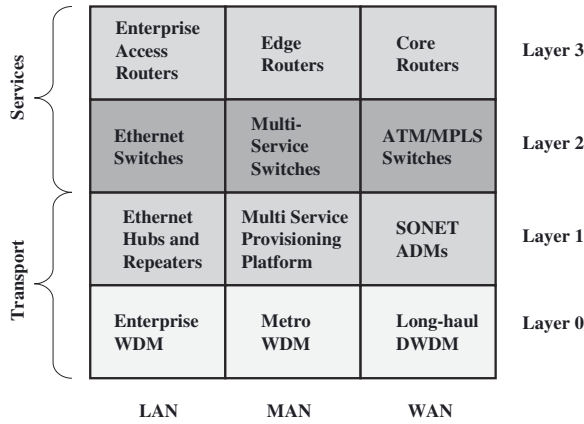 Services
Enterprise
Access
Routers
Edge
Routers
Core
Routers
Layer 3
Ethernet
Switches
Multi-
Service
Switches
ATM/MPLS
Switches
Layer 2
Transport
Ethernet
Hubs and
Repeaters
Multi Service
Provisioning
Platform
SONET
ADMs
Layer 1
Enterprise
WDM
Metro
WDM
Long-haul
DWDM
Layer 0
LAN
MAN
WAN